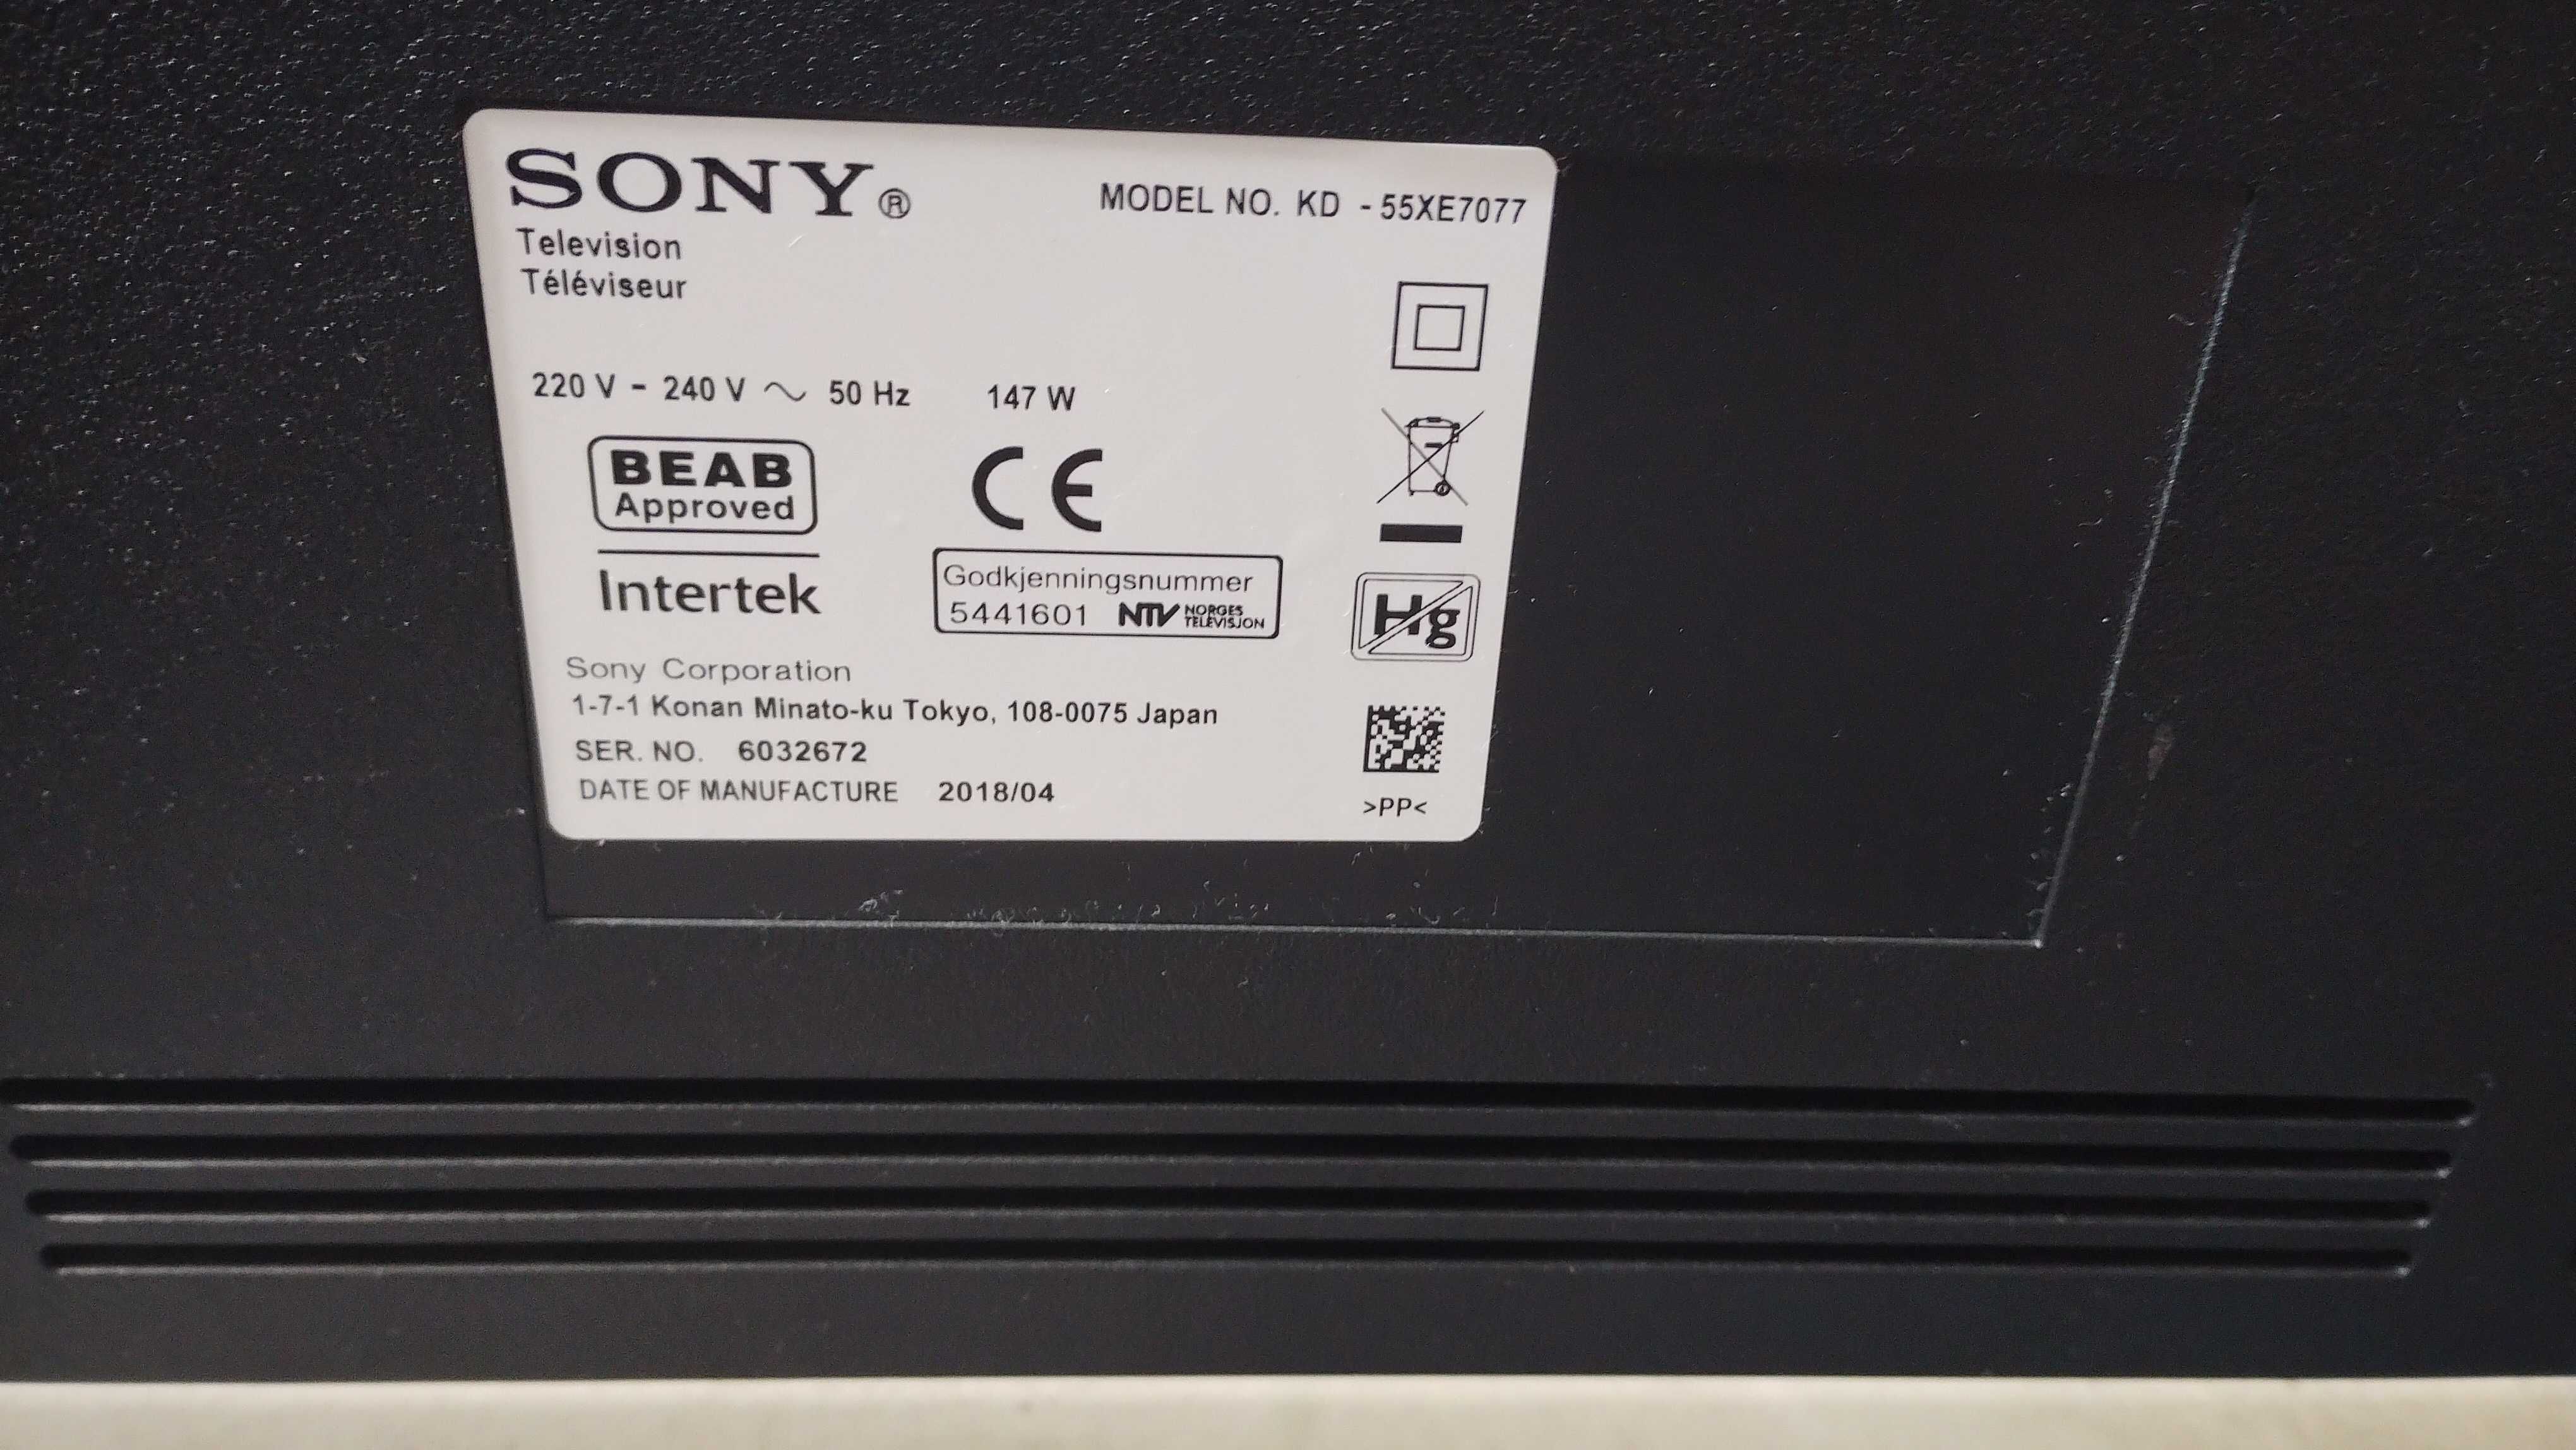 SONY®
MODEL NO. KD - 55XE7077
Television
Téléviseur
220 V - 240 V ～ 50 Hz 147 W
BEAB
Approved
Intertek
CE
Godkjenningsnummer
5441601 NTV NORGES TELEVISJON
Hg
Sony Corporation
1-7-1 Konan Minato-ku Tokyo, 108-0075 Japan
SER. NO. 6032672
DATE OF MANUFACTURE 2018/04
>PP<